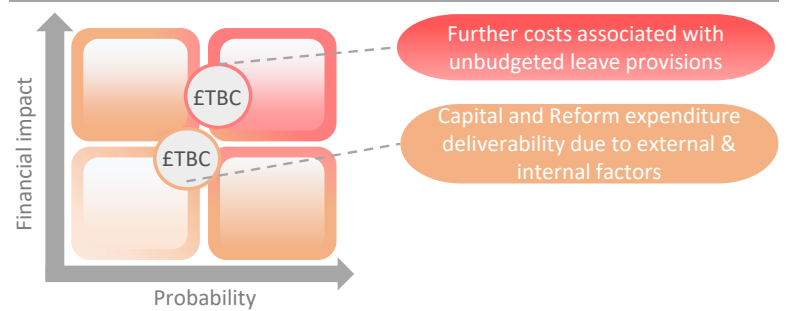 Financial impact
£TBC
£TBC
Probability
Further costs associated with
unbudgeted leave provisions
Capital and Reform expenditure
deliverability due to external &
internal factors